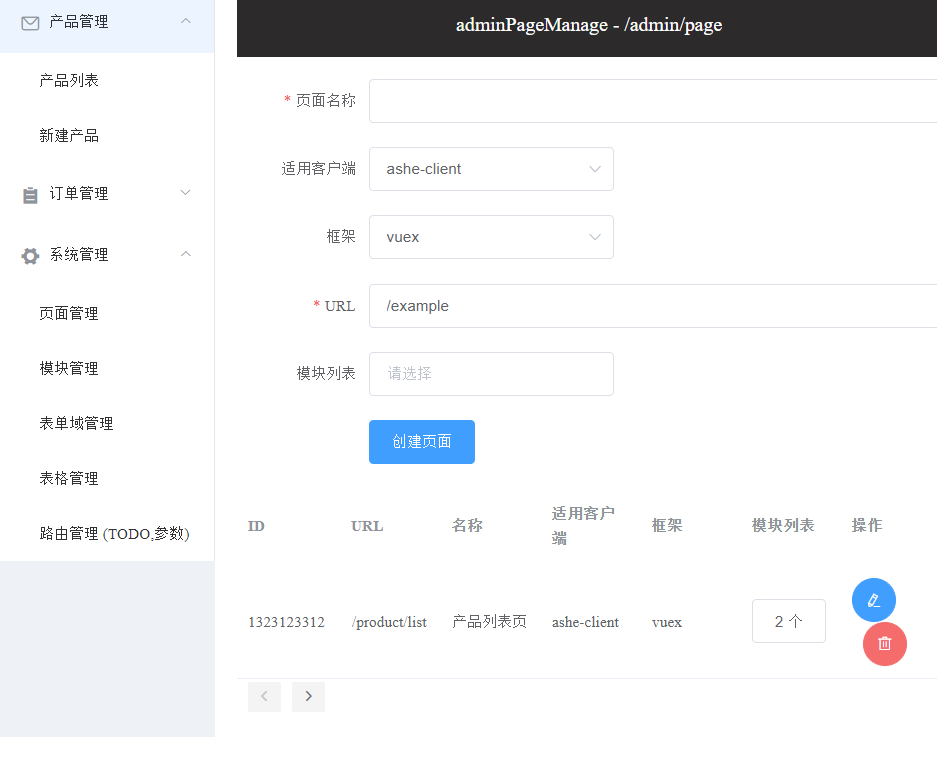 产品管理
产品列表
新建产品
订单管理
系统管理
页面管理
模块管理
表单域管理
表格管理
路由管理 (TODO,参数)
adminPageManage - /admin/page
* 页面名称
适用客户端 ashe-client
框架 vuex
* URL /example
模块列表 请选择
创建页面
ID URL 名称 适用客户端 框架 模块列表 操作
1323123312 /product/list 产品列表页 ashe-client vuex 2 个